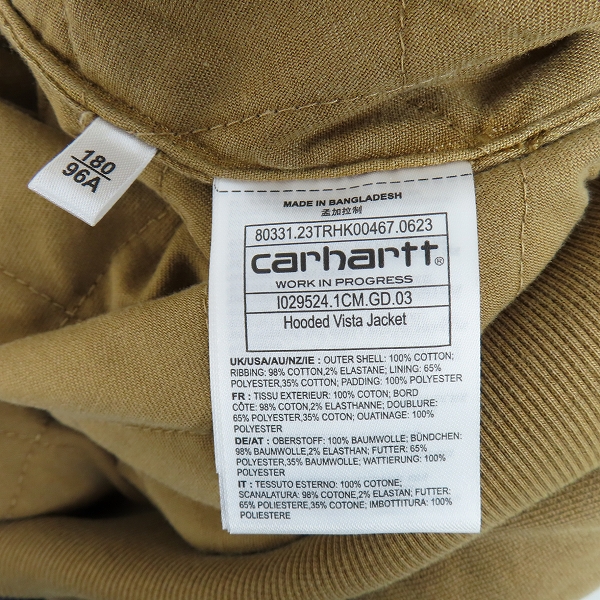 180
96A
MADE IN BANGLADESH
孟加拉制
80331.23TRHK00467.0623
carhartt®
WORK IN PROGRESS
I029524.1CM.GD.03
Hooded Vista Jacket
UK/USA/AU/NZ/IE : OUTER SHELL: 100% COTTON;
RIBBING: 98% COTTON,2% ELASTANE; LINING: 65%
POLYESTER,35% COTTON; PADDING: 100% POLYESTER
FR : TISSU EXTERIEUR: 100% COTON; BORD
CÔTE: 98% COTON,2% ELASTHANNE; DOUBLURE:
65% POLYESTER,35% COTON; OUATINAGE: 100%
POLYESTER
DE/AT : OBERSTOFF: 100% BAUMWOLLE; BÜNDCHEN:
98% BAUMWOLLE,2% ELASTHAN; FUTTER: 65%
POLYESTER,35% BAUMWOLLE; WATTIERUNG: 100%
POLYESTER
IT : TESSUTO ESTERNO: 100% COTONE;
SCANALATURA: 98% COTONE,2% ELASTAN; FUTTER:
65% POLIESTERE,35% COTONE; IMBOTTITURA: 100%
POLIESTERE